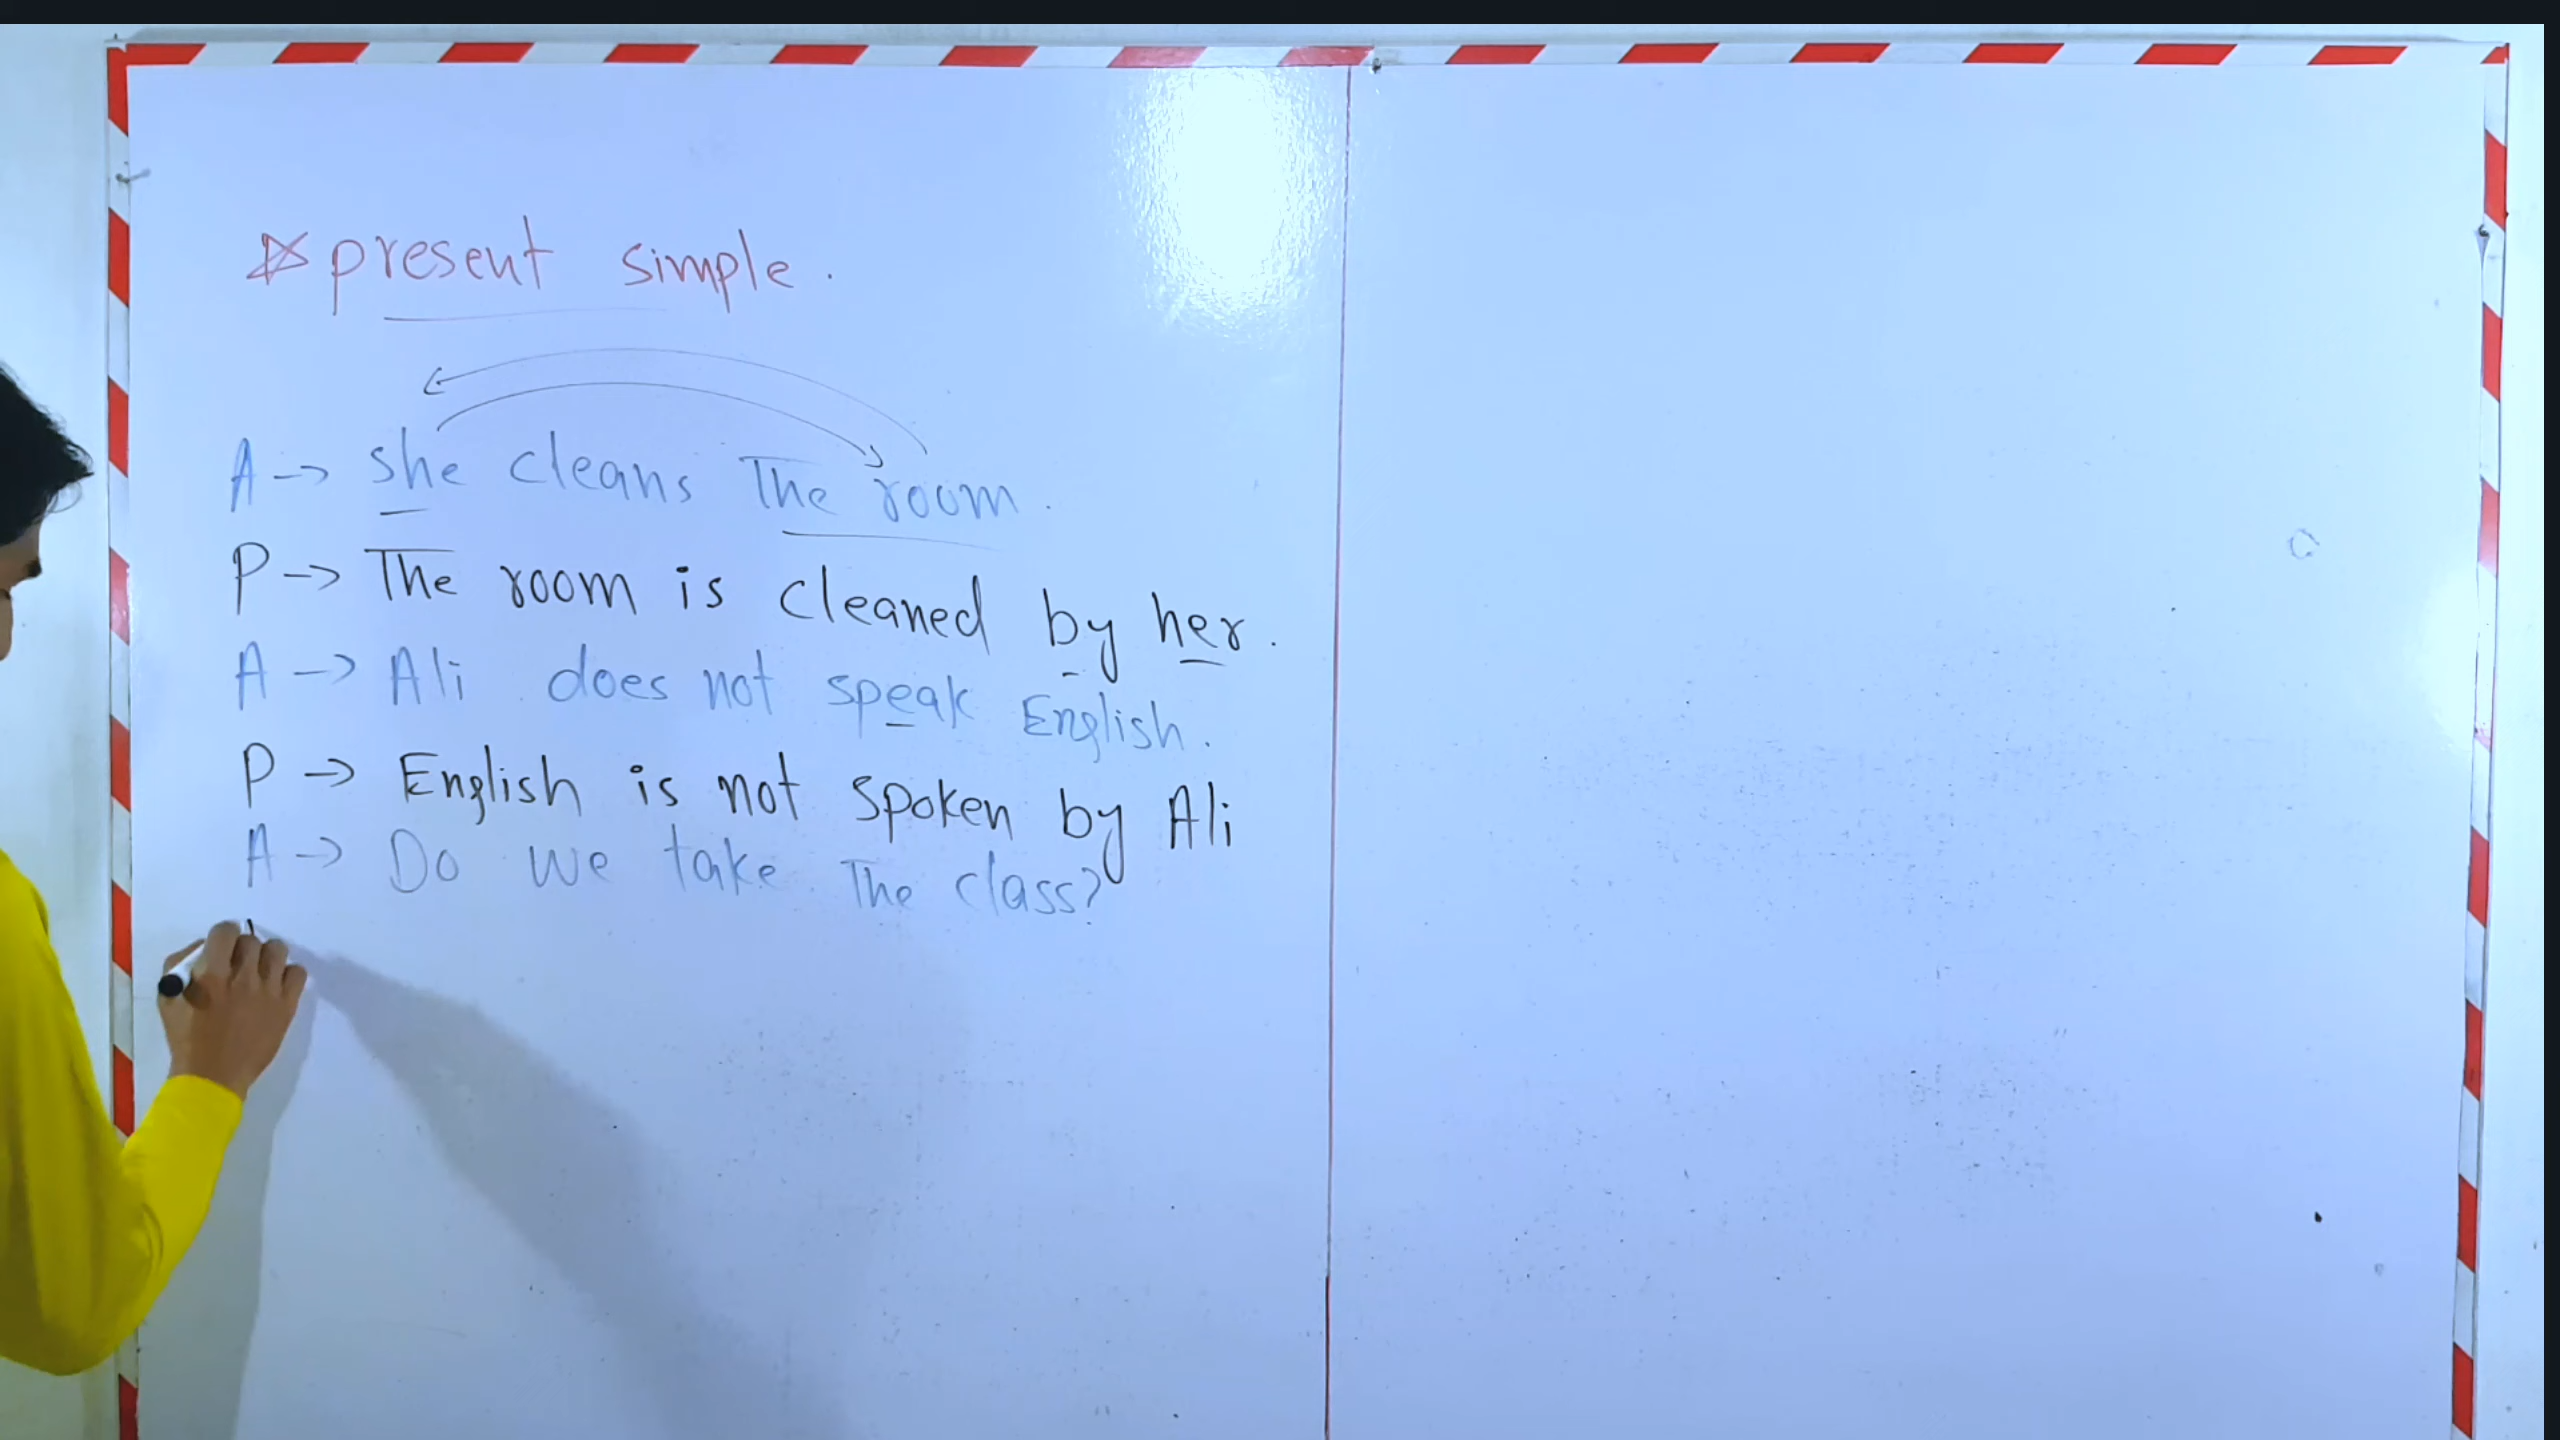 present simple.
A → she cleans The room.
P → The room is cleaned by her.
A → Ali does not speak English.
P → English is not spoken by Ali
A → Do we take The class?